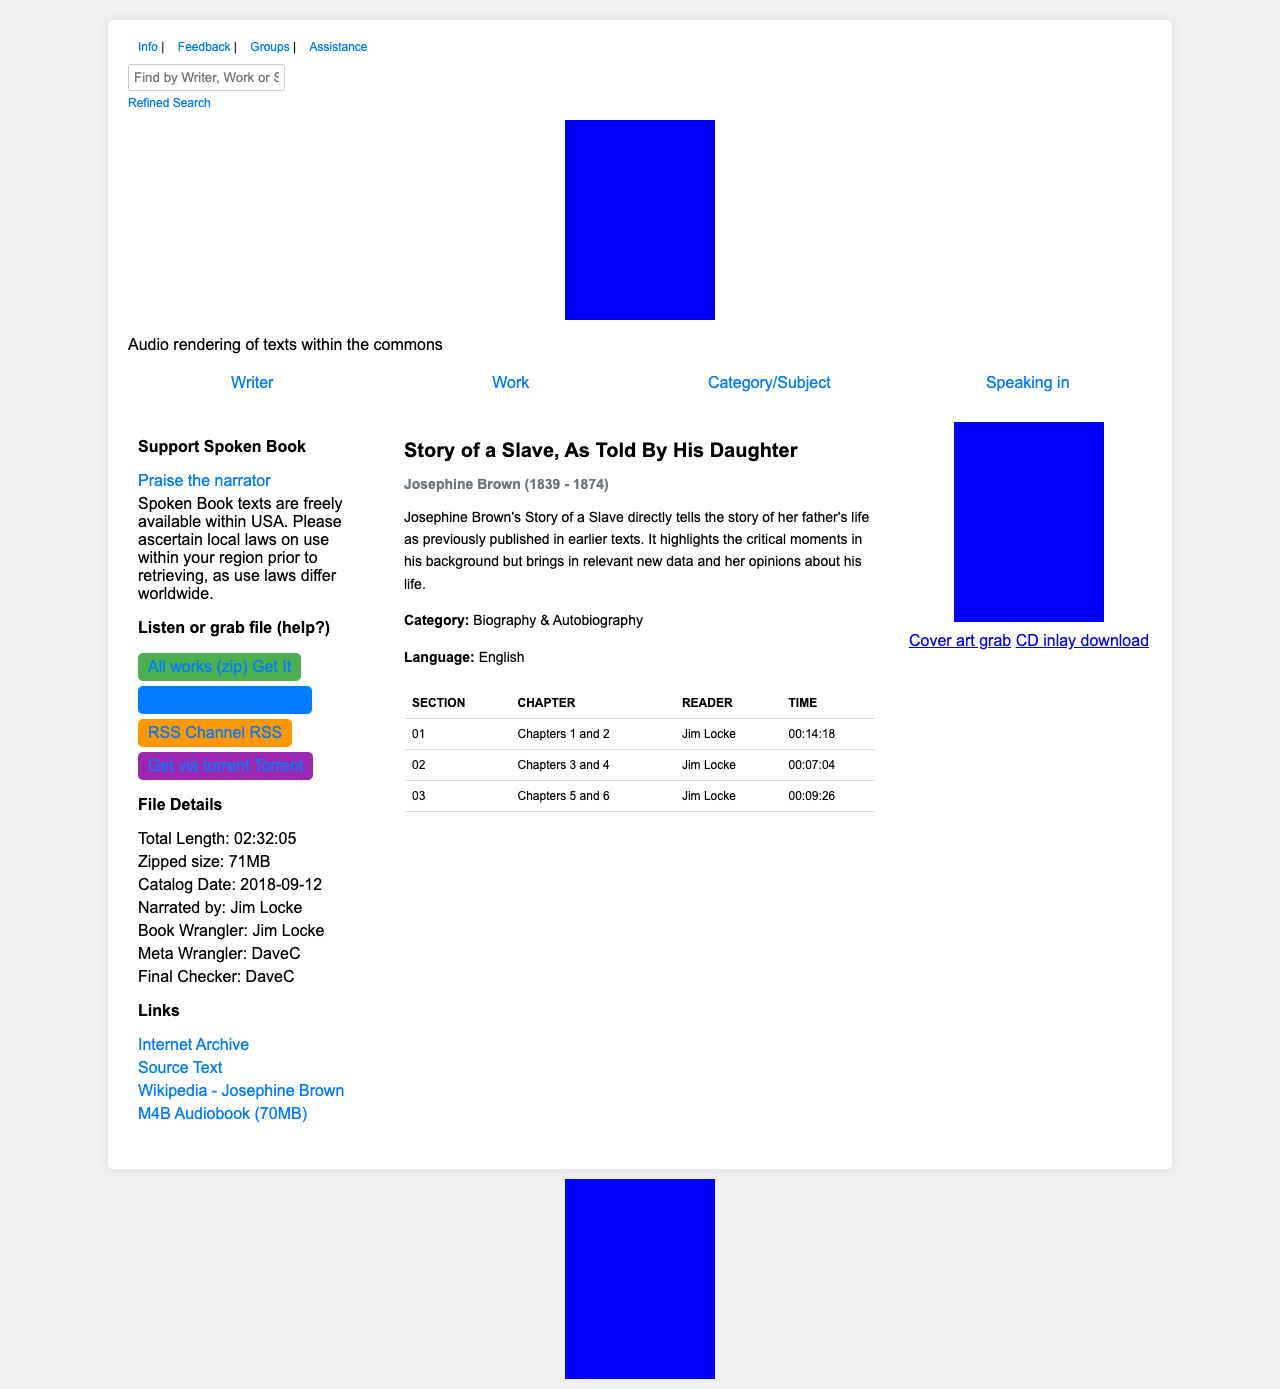 Info | Feedback | Groups | Assistance
Find by Writer, Work or S
Refined Search
Audio rendering of texts within the commons
Writer Work Category/Subject Speaking in
Support Spoken Book
Praise the narrator
Spoken Book texts are freely
available within USA. Please
ascertain local laws on use
within your region prior to
retrieving, as use laws differ
worldwide.
Listen or grab file (help?)
All works (zip) Get It
RSS Channel RSS
Get via torrent Torrent
File Details
Total Length: 02:32:05
Zipped size: 71MB
Catalog Date: 2018-09-12
Narrated by: Jim Locke
Book Wrangler: Jim Locke
Meta Wrangler: DaveC
Final Checker: DaveC
Links
Internet Archive
Source Text
Wikipedia - Josephine Brown
M4B Audiobook (70MB)
Story of a Slave, As Told By His Daughter
Josephine Brown (1839 - 1874)
Josephine Brown's Story of a Slave directly tells the story of her father's life
as previously published in earlier texts. It highlights the critical moments in
his background but brings in relevant new data and her opinions about his
life.
Category: Biography & Autobiography
Language: English
SECTION CHAPTER READER TIME
01 Chapters 1 and 2 Jim Locke 00:14:18
02 Chapters 3 and 4 Jim Locke 00:07:04
03 Chapters 5 and 6 Jim Locke 00:09:26
Cover art grab CD inlay download